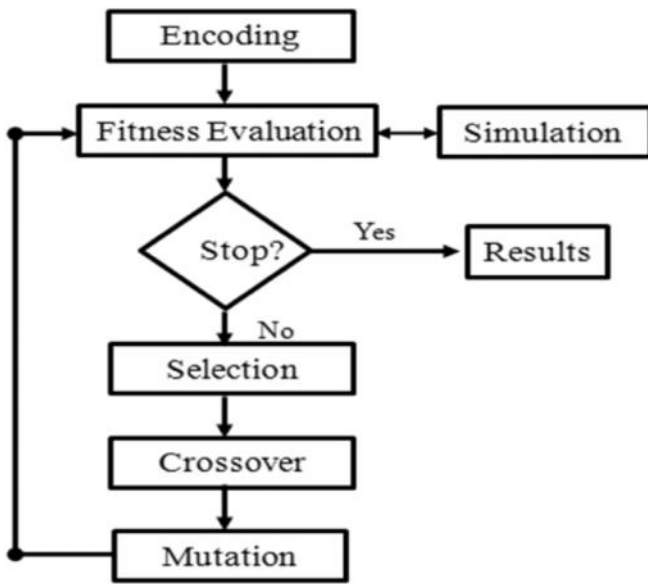 Encoding
Fitness Evaluation
Simulation
Stop?
Yes
Results
No
Selection
Crossover
Mutation